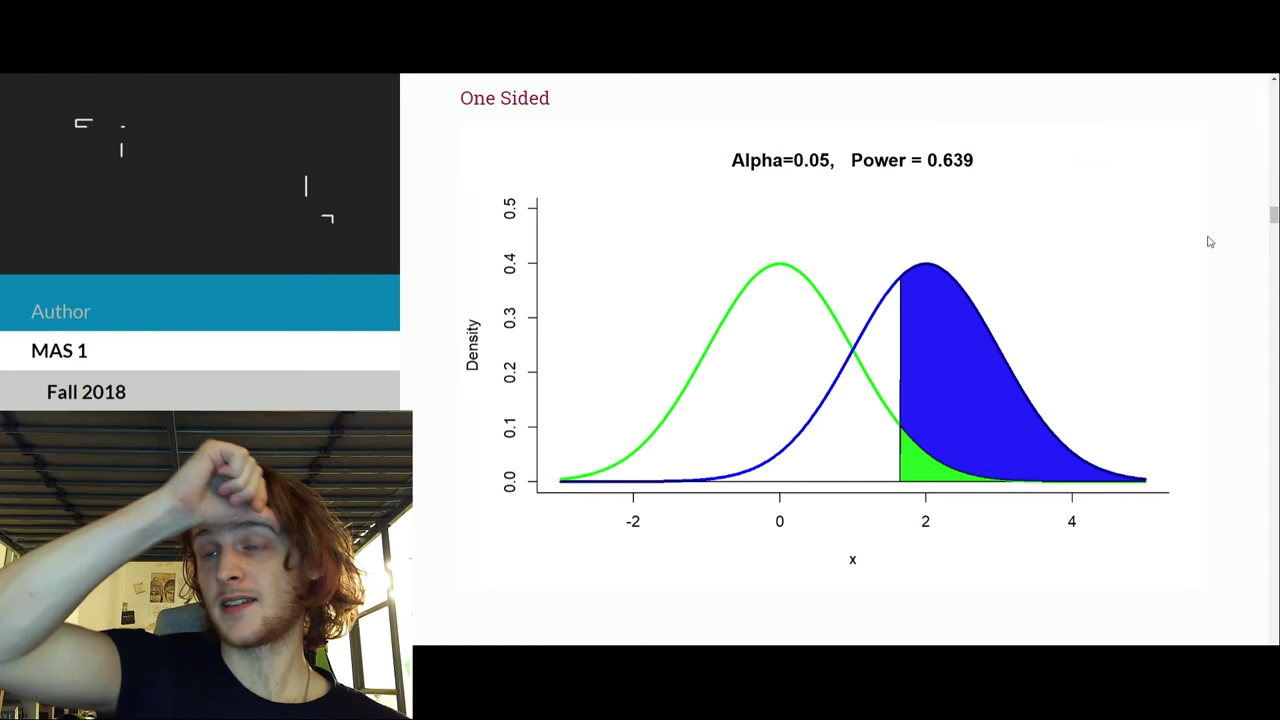 One Sided
Alpha=0.05, Power = 0.639
0.5
0.4
0.3
0.2
0.1
0.0
Density
-2 0 2 4
x
Author
MAS 1
Fall 2018